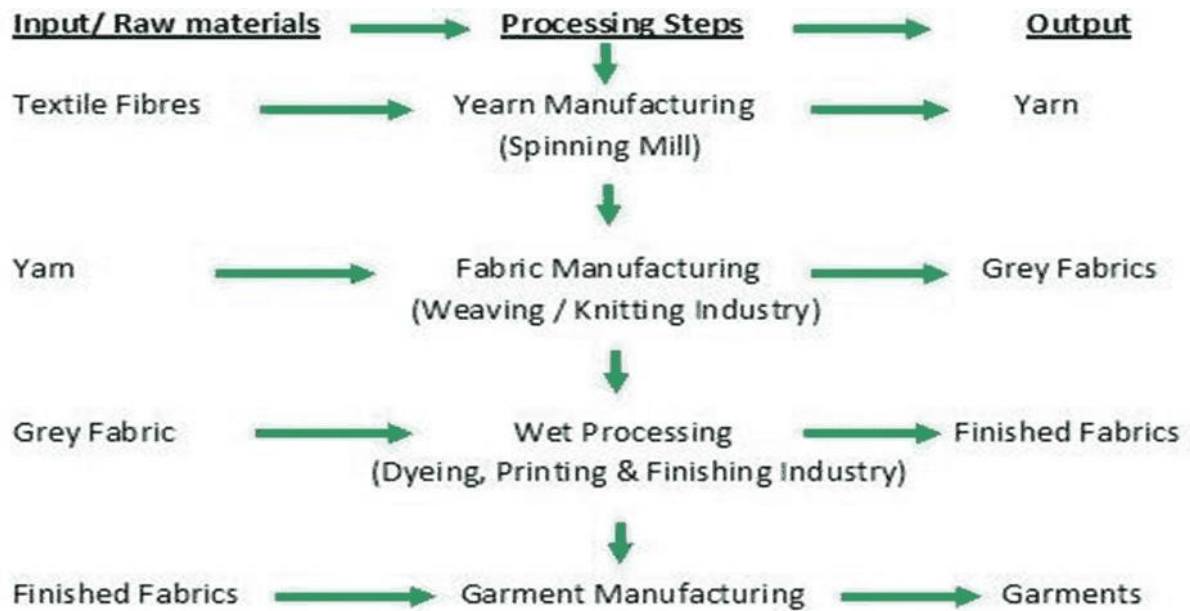 Input/ Raw materials Processing Steps Output
Textile Fibres Yearn Manufacturing Yarn
(Spinning Mill)
Yarn Fabric Manufacturing Grey Fabrics
(Weaving / Knitting Industry)
Grey Fabric Wet Processing Finished Fabrics
(Dyeing, Printing & Finishing Industry)
Finished Fabrics Garment Manufacturing Garments